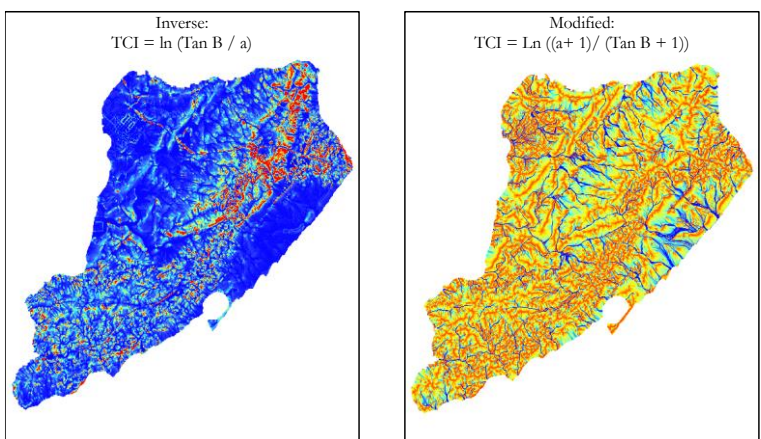 Inverse:
TCI = ln (Tan B / a)
Modified:
TCI = Ln ((a+ 1)/ (Tan B + 1))